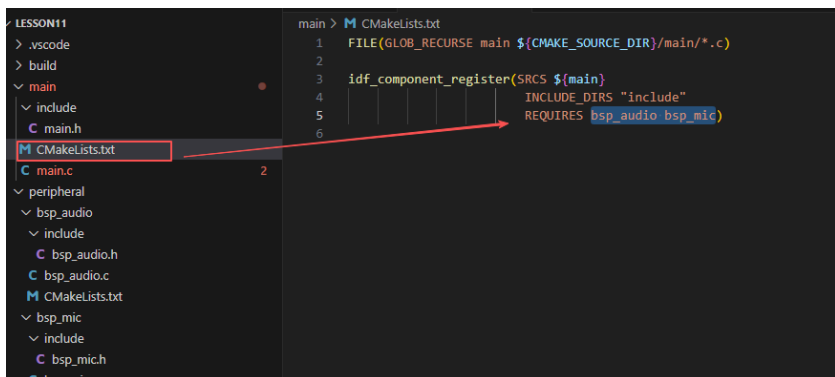 LESSON11
.vscode
build
main
include
C main.h
M CMakeLists.txt
C main.c 2
peripheral
bsp_audio
include
C bsp_audio.h
C bsp_audio.c
M CMakeLists.txt
bsp_mic
include
C bsp_mic.h
main > M CMakeLists.txt
1 FILE(GLOB_RECURSE main ${CMAKE_SOURCE_DIR}/main/*.c)
2
3 idf_component_register(SRCS ${main}
4 INCLUDE_DIRS "include"
5 REQUIRES bsp_audio bsp_mic)
6